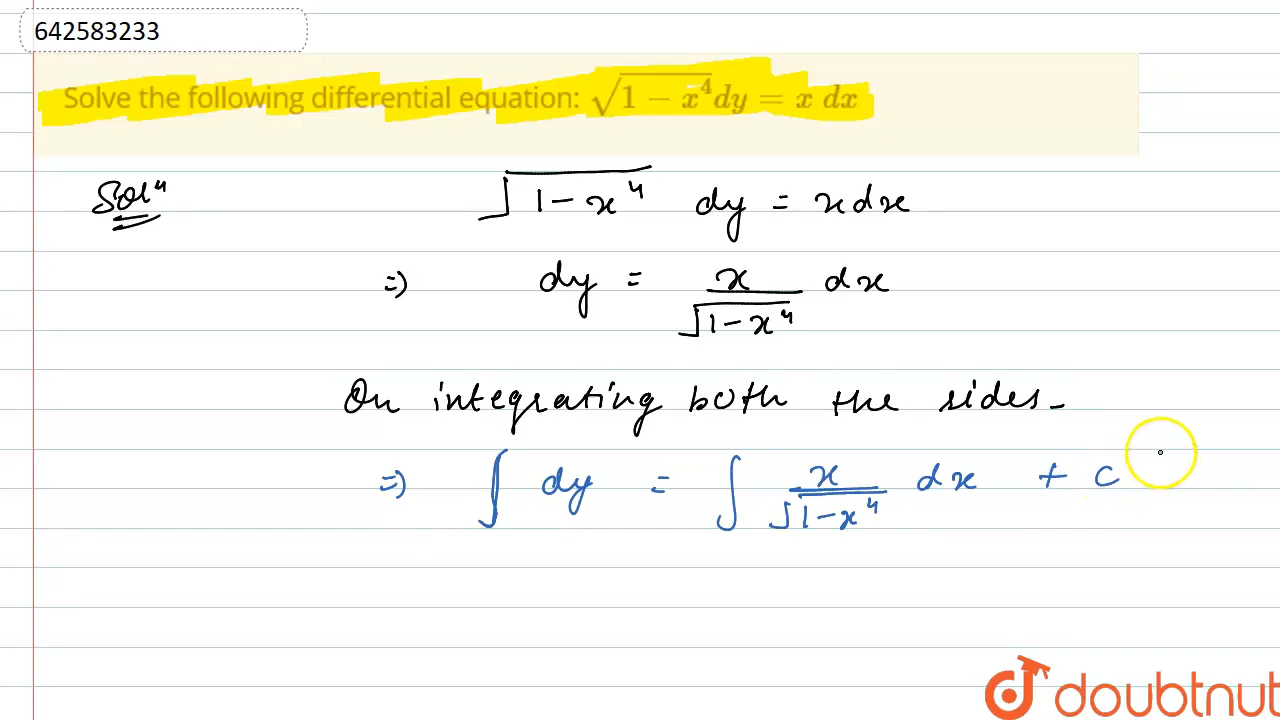 642583233
Solve the following differential equation: √(1 − x⁴)dy = x dx
Solⁿ √(1 − x⁴) dy = x dx
⇒ dy = x/√(1 − x⁴) dx
On integrating both the sides -
⇒ ∫ dy = ∫ x/√(1 − x⁴) dx + c
doubtnut